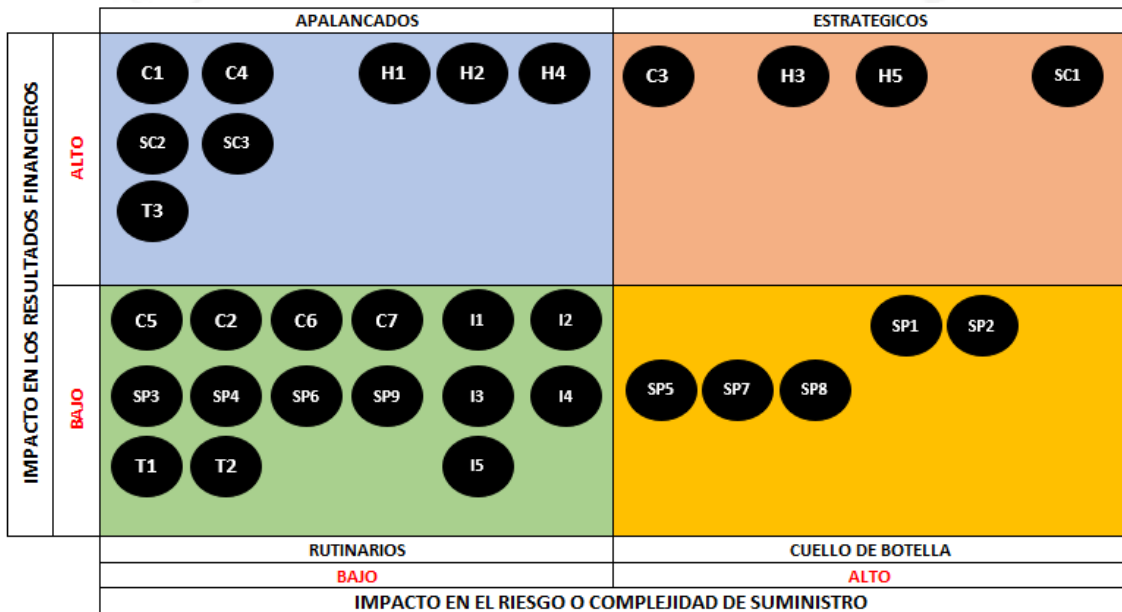 APALANCADOS ESTRATEGICOS
IMPACTO EN LOS RESULTADOS FINANCIEROS
ALTO
C1 C4 H1 H2 H4 C3 H3 H5 SC1
SC2 SC3
T3
BAJO
C5 C2 C6 C7 I1 I2 SP1 SP2
SP3 SP4 SP6 SP9 I3 I4 SP5 SP7 SP8
T1 T2 I5
RUTINARIOS CUELLO DE BOTELLA
BAJO ALTO
IMPACTO EN EL RIESGO O COMPLEJIDAD DE SUMINISTRO